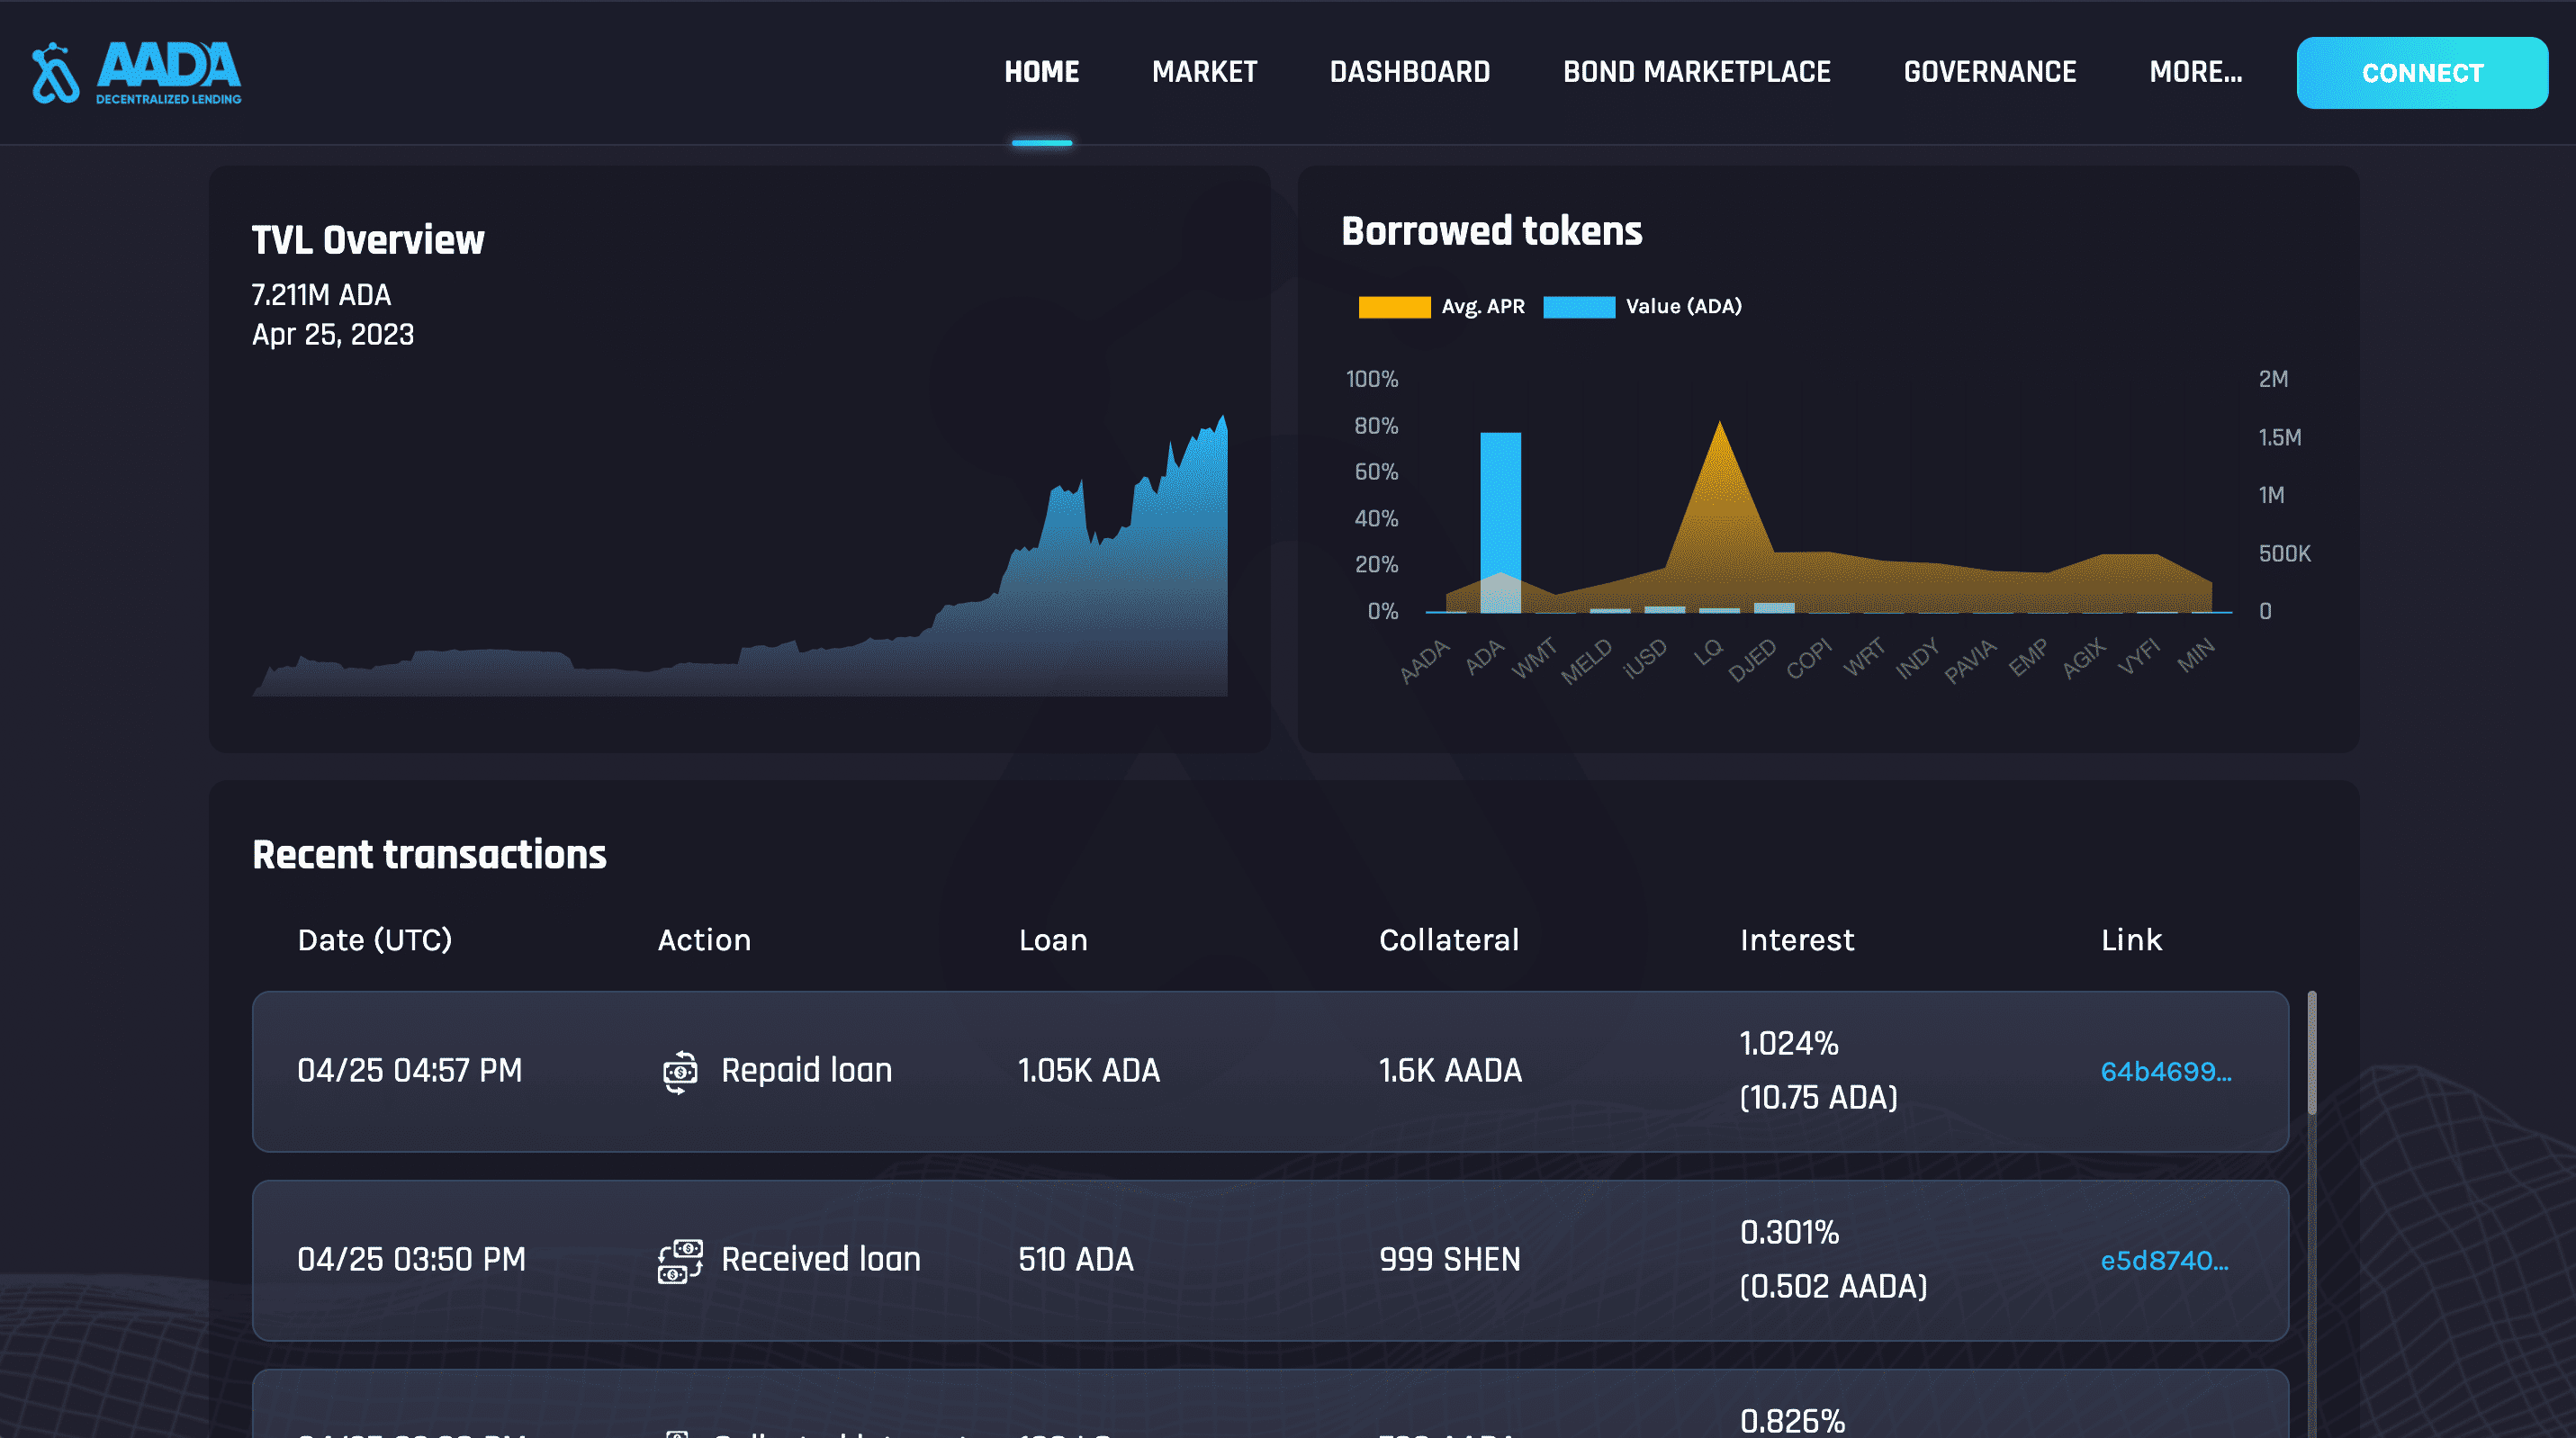 AADA
DECENTRALIZED LENDING
HOME MARKET DASHBOARD BOND MARKETPLACE GOVERNANCE MORE... CONNECT
TVL Overview
7.211M ADA
Apr 25, 2023
Borrowed tokens
Avg. APR Value (ADA)
100% 2M
80% 1.5M
60% 1M
40%
20% 500K
0% 0
AADA ADA WMT MELD iUSD LQ DJED COPI WRT INDY PAVIA EMP AGIX VYFI MIN
Recent transactions
Date (UTC) Action Loan Collateral Interest Link
04/25 04:57 PM Repaid loan 1.05K ADA 1.6K AADA 1.024% (10.75 ADA) 64b4699...
04/25 03:50 PM Received loan 510 ADA 999 SHEN 0.301% (0.502 AADA) e5d8740...
0.826%